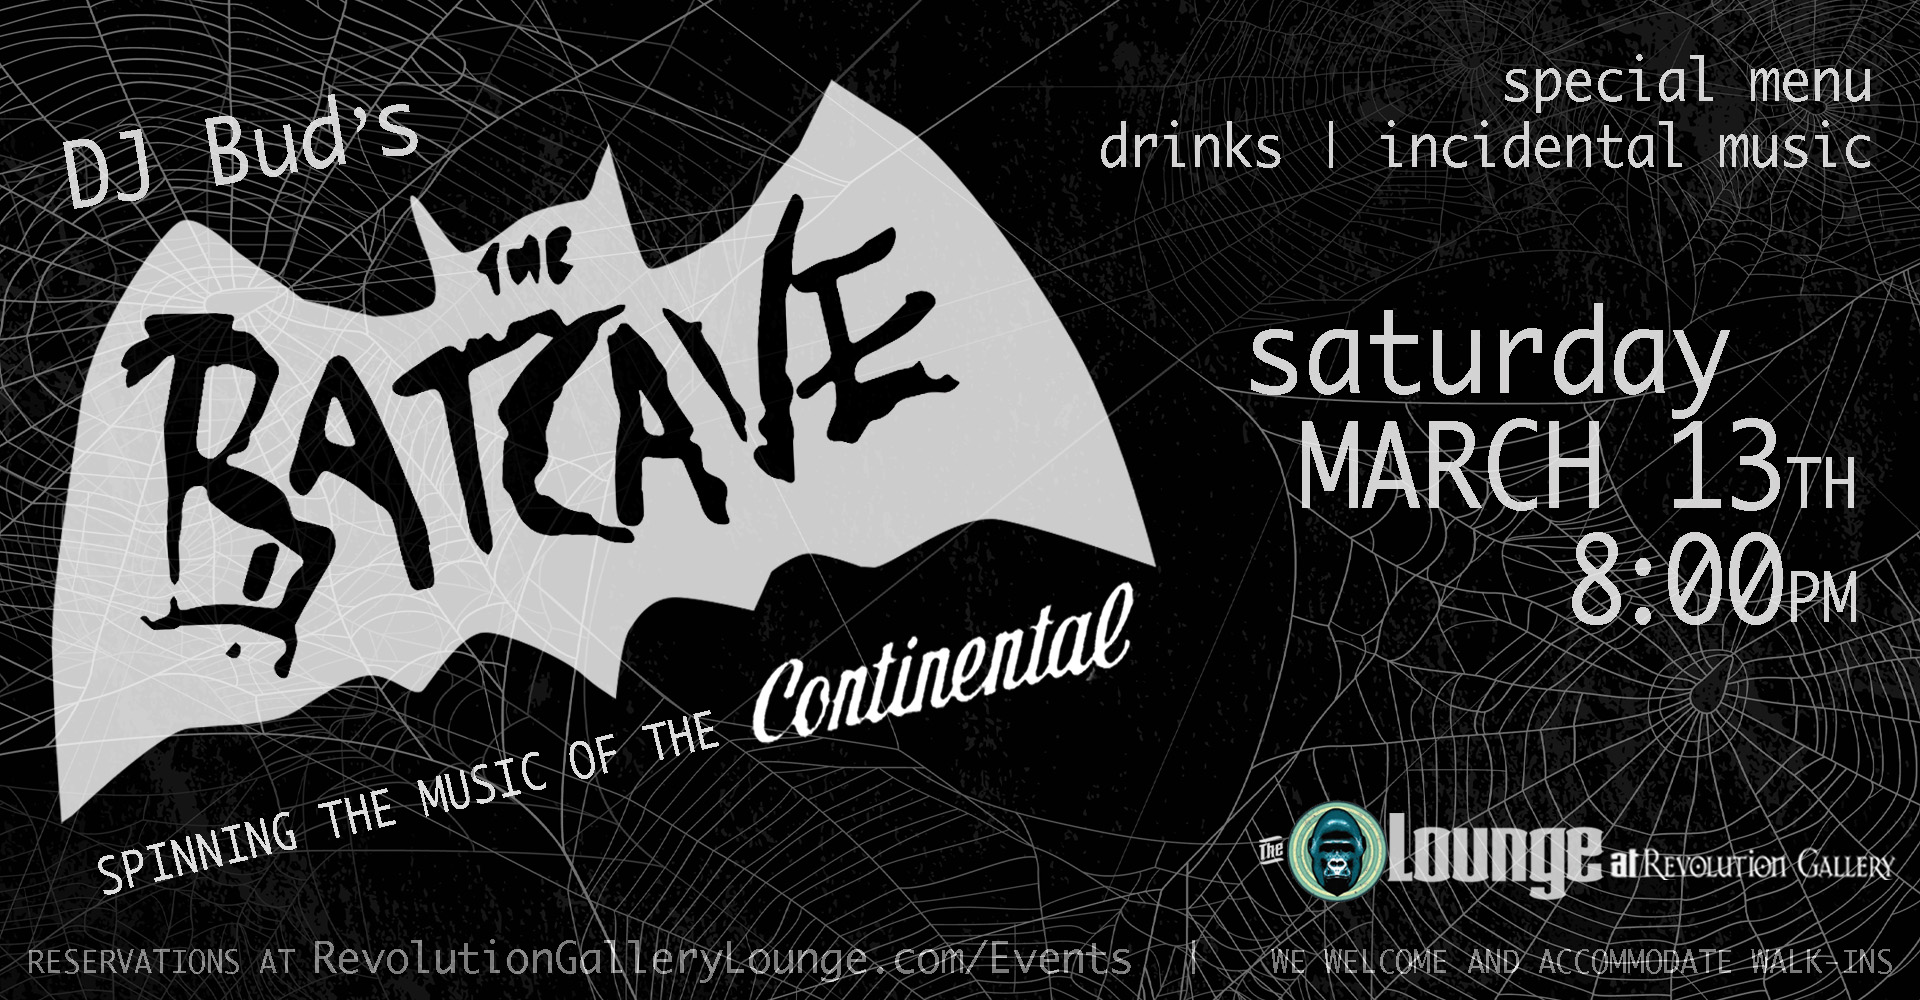 DJ Bud's
THE
BATCAVE
SPINNING THE MUSIC OF THE Continental
special menu
drinks | incidental music
saturday
MARCH 13TH
8:00PM
The Lounge at REVOLUTION GALLERY
RESERVATIONS AT RevolutionGalleryLounge.com/Events | WE WELCOME AND ACCOMMODATE WALK-INS